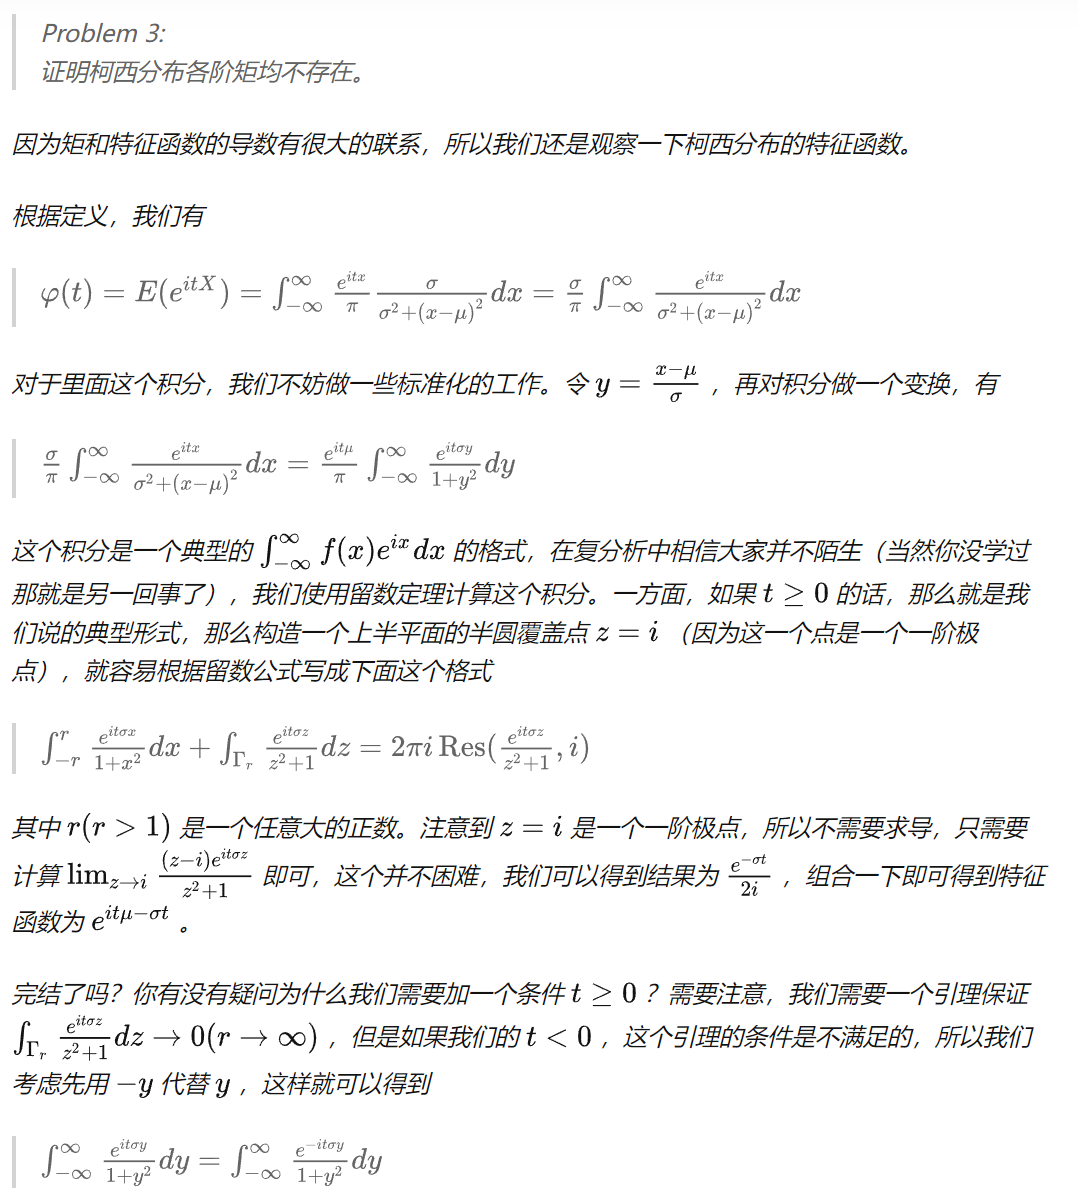 Problem 3:
证明柯西分布各阶矩均不存在。
因为矩和特征函数的导数有很大的联系，所以我们还是观察一下柯西分布的特征函数。
根据定义，我们有
$\varphi(t) = E(e^{itX}) = \int_{-\infty}^{\infty} \frac{e^{itx}}{\pi} \frac{\sigma}{\sigma^2+(x-\mu)^2} dx = \frac{\sigma}{\pi} \int_{-\infty}^{\infty} \frac{e^{itx}}{\sigma^2+(x-\mu)^2} dx$
对于里面这个积分，我们不妨做一些标准化的工作。令 $y = \frac{x-\mu}{\sigma}$ ，再对积分做一个变换，有
$\frac{\sigma}{\pi} \int_{-\infty}^{\infty} \frac{e^{itx}}{\sigma^2+(x-\mu)^2} dx = \frac{e^{it\mu}}{\pi} \int_{-\infty}^{\infty} \frac{e^{it\sigma y}}{1+y^2} dy$
这个积分是一个典型的 $\int_{-\infty}^{\infty} f(x)e^{ix} dx$ 的格式，在复分析中相信大家并不陌生（当然你没学过
那就是另一回事了），我们使用留数定理计算这个积分。一方面，如果 $t \geq 0$ 的话，那么就是我
们说的典型形式，那么构造一个上半平面的半圆覆盖点 $z = i$ （因为这一个点是一个一阶极
点），就容易根据留数公式写成下面这个格式
$\int_{-r}^{r} \frac{e^{it\sigma x}}{1+x^2} dx + \int_{\Gamma_r} \frac{e^{it\sigma z}}{z^2+1} dz = 2\pi i \operatorname{Res}(\frac{e^{it\sigma z}}{z^2+1}, i)$
其中 $r(r > 1)$ 是一个任意大的正数。注意到 $z = i$ 是一个一阶极点，所以不需要求导，只需要
计算 $\lim_{z \to i} \frac{(z-i)e^{it\sigma z}}{z^2+1}$ 即可，这个并不困难，我们可以得到结果为 $\frac{e^{-\sigma t}}{2i}$ ，组合一下即可得到特征
函数为 $e^{it\mu-\sigma t}$ 。
完结了吗？你有没有疑问为什么我们需要加一个条件 $t \geq 0$ ？需要注意，我们需要一个引理保证
$\int_{\Gamma_r} \frac{e^{it\sigma z}}{z^2+1} dz \to 0(r \to \infty)$ ，但是如果我们的 $t < 0$ ，这个引理的条件是不满足的，所以我们
考虑先用 $-y$ 代替 $y$ ，这样就可以得到
$\int_{-\infty}^{\infty} \frac{e^{it\sigma y}}{1+y^2} dy = \int_{-\infty}^{\infty} \frac{e^{-it\sigma y}}{1+y^2} dy$